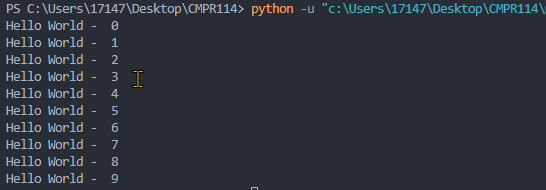 PS C:\Users\17147\Desktop\CMPR114> python -u "c:\Users\17147\Desktop\CMPR114\
Hello World -  0
Hello World -  1
Hello World -  2
Hello World -  3
Hello World -  4
Hello World -  5
Hello World -  6
Hello World -  7
Hello World -  8
Hello World -  9